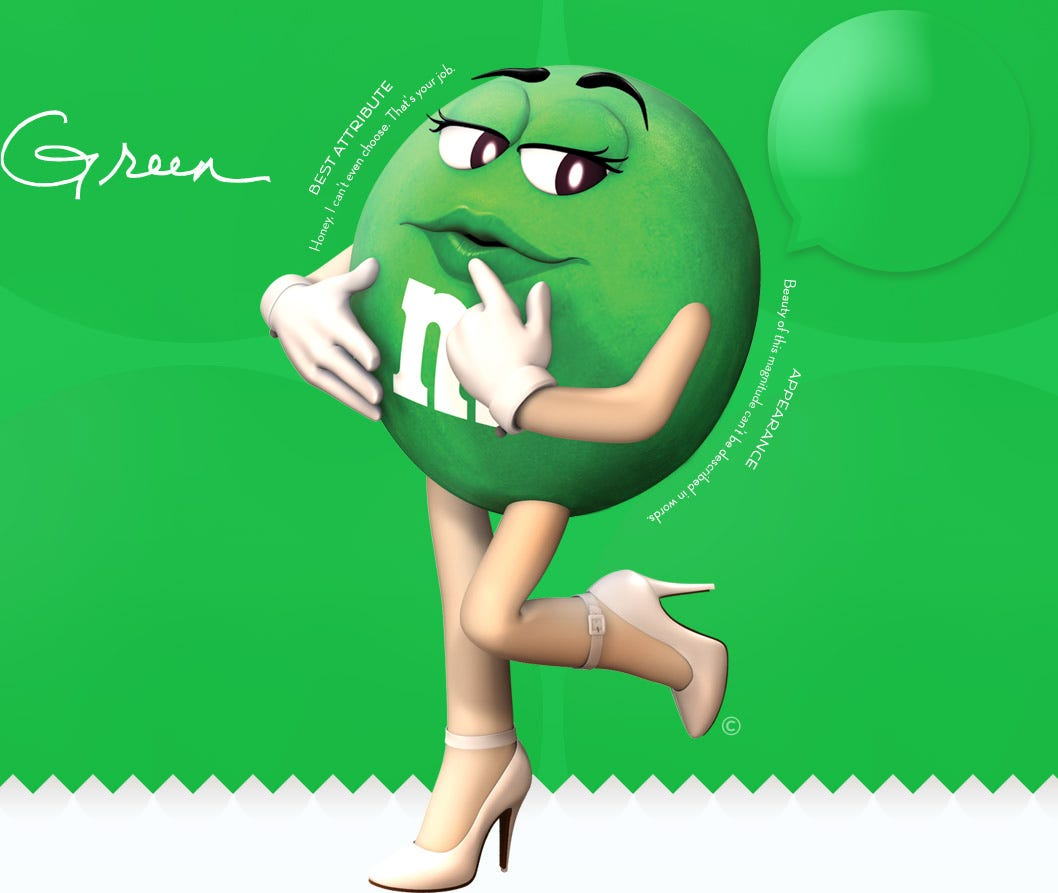 Green
BEST ATTRIBUTE
Honey, I can't even choose. That's your job.
m
APPEARANCE
Beauty of this magnitude can't be described in words.
©